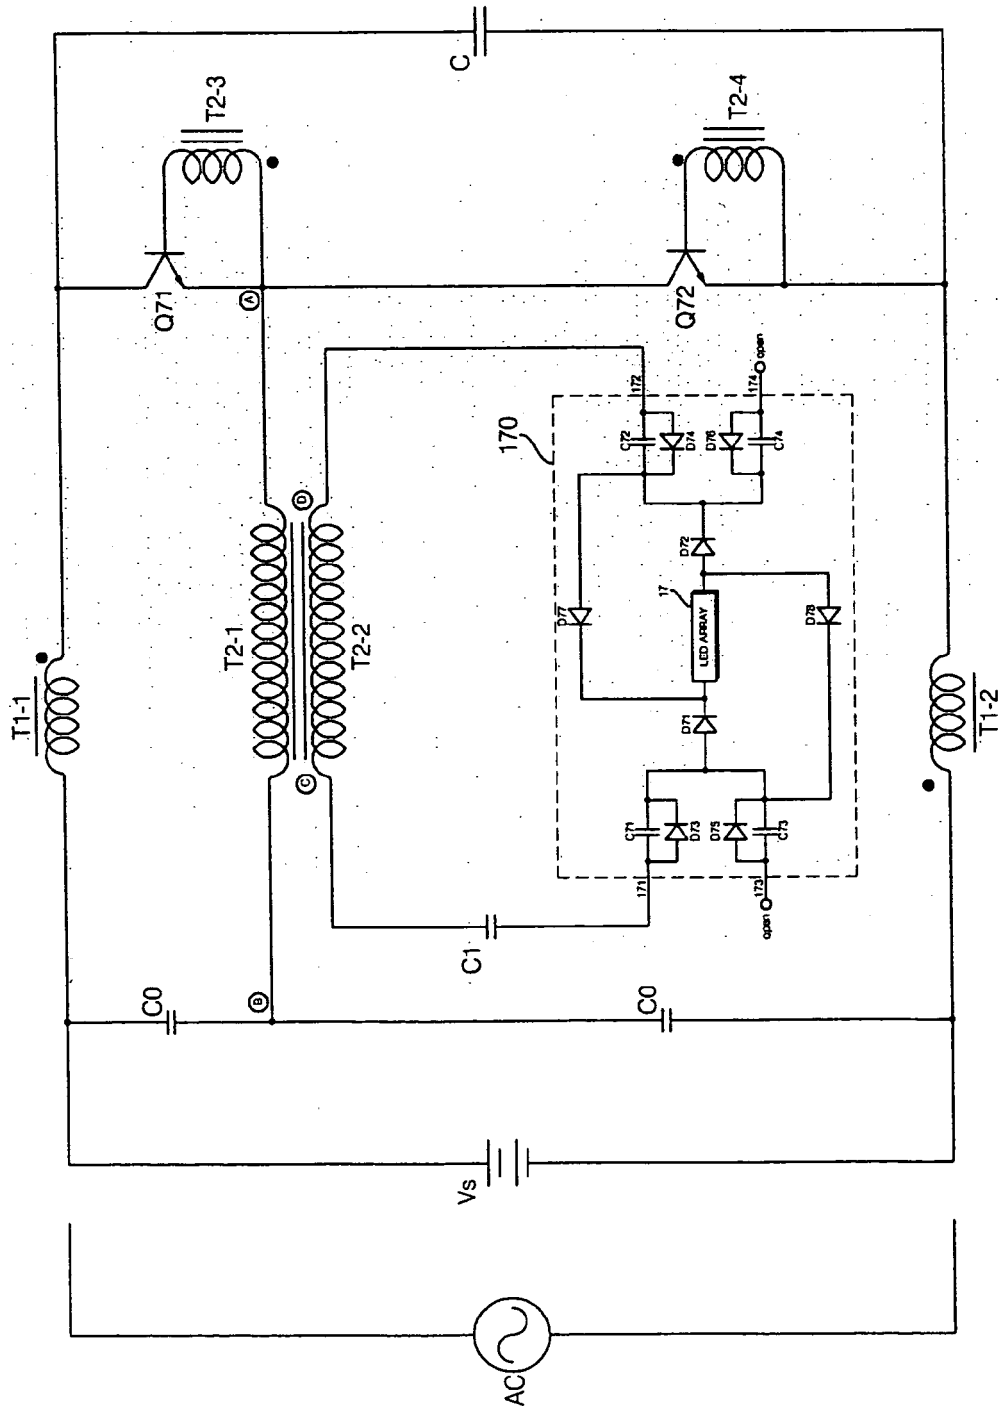 C
T2-3
T2-4
Q71
A
Q72
open
172
174
170
C72
D74
D76
C74
D
D72
T2-1
T2-2
D77
17
LED ARRAY
D78
T1-1
T1-2
D71
C
C71
D73
D75
C73
171
173
open
C1
C0
B
C0
Vs
AC